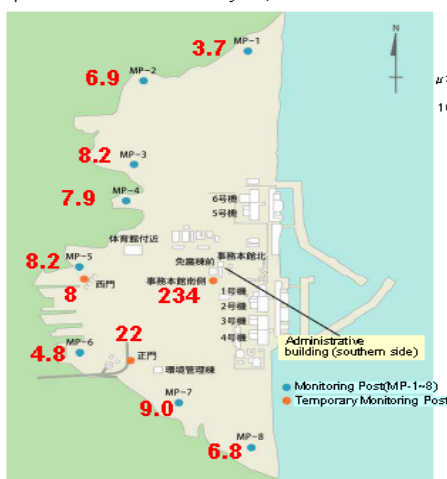 3.7
MP-1
N
6.9
MP-2
8.2
MP-3
7.9
MP-4
6号機
5号機
体育館付近
免震棟前
事務本館北
8.2
MP-5
8
西門
事務本館南側
234
1号機
2号機
3号機
4号機
Administrative
building (southern side)
22
正門
4.8
MP-6
環境管理棟
9.0
MP-7
6.8
MP-8
Monitoring Post(MP-1~8)
Temporary Monitoring Post